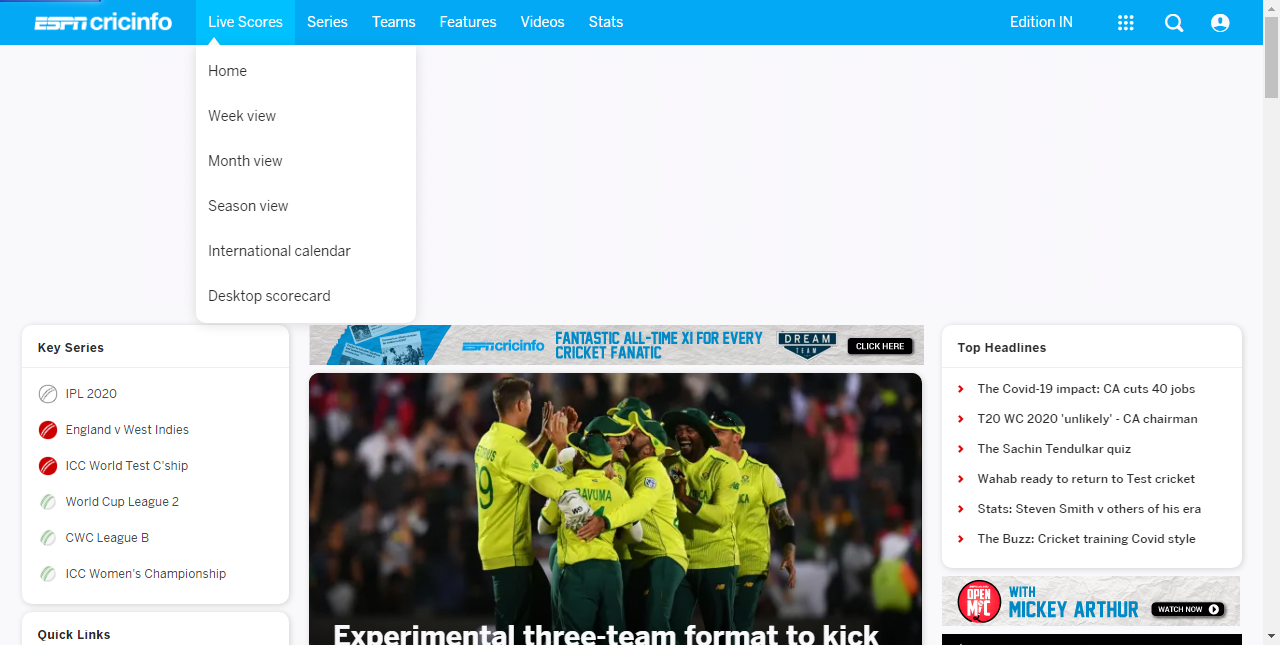 ESPN cricinfo
Live Scores
Series
Teams
Features
Videos
Stats
Edition IN
Home
Week view
Month view
Season view
International calendar
Desktop scorecard
Key Series
IPL 2020
England v West Indies
ICC World Test C'ship
World Cup League 2
CWC League B
ICC Women's Championship
Quick Links
ESPN cricinfo
FANTASTIC ALL-TIME XI FOR EVERY
CRICKET FANATIC
DREAM
TEAM
CLICK HERE
BAVUMA
Experimental three-team format to kick
Top Headlines
The Covid-19 impact: CA cuts 40 jobs
T20 WC 2020 'unlikely' - CA chairman
The Sachin Tendulkar quiz
Wahab ready to return to Test cricket
Stats: Steven Smith v others of his era
The Buzz: Cricket training Covid style
OPEN
MIC
WITH
MICKEY ARTHUR
WATCH NOW